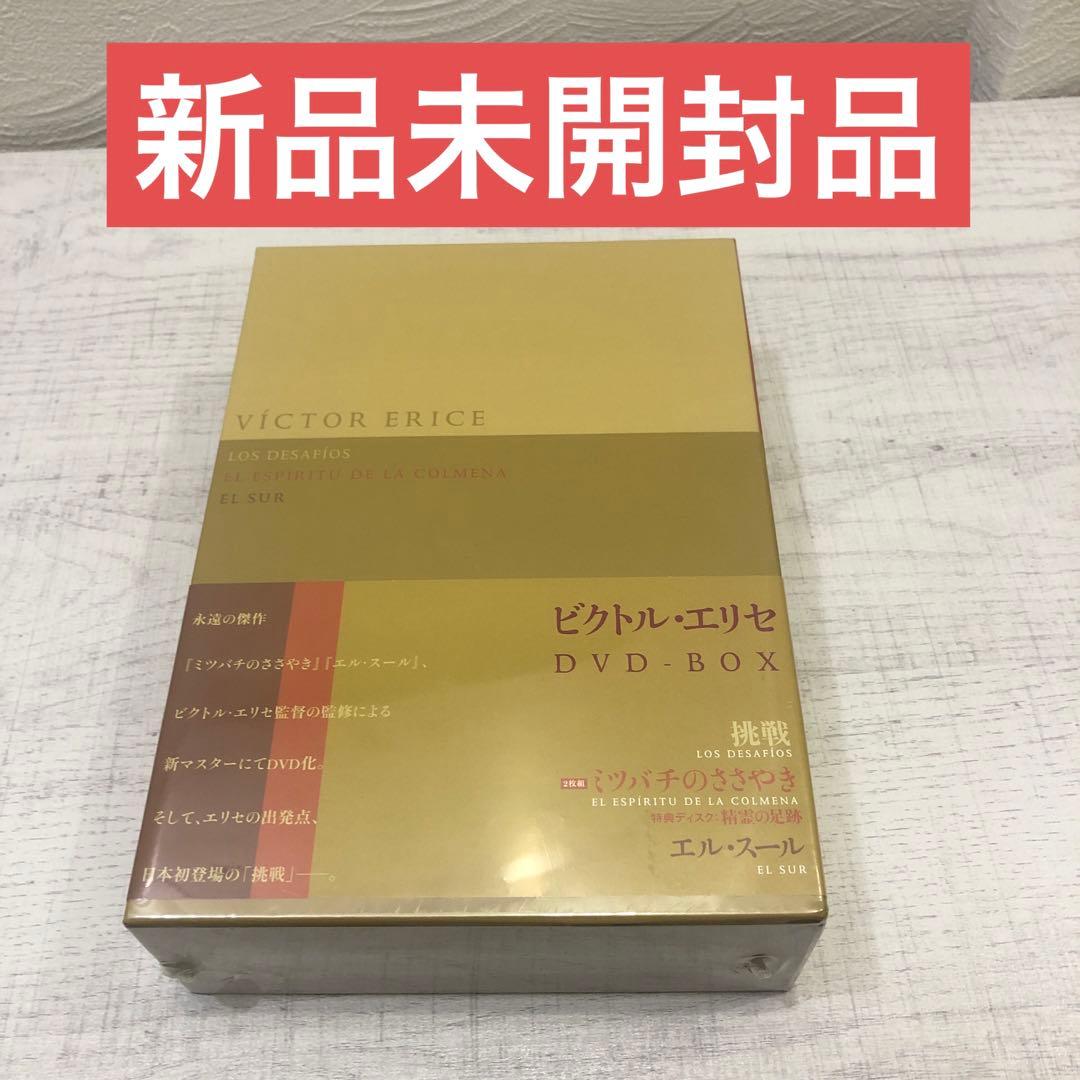 新品未開封品
VÍCTOR ERICE
LOS DESAFÍOS
EL ESPIRITU DE LA COLMENA
EL SUR
永遠の傑作
『ミツバチのささやき』『エル・スール』、
ビクトル・エリセ監督の監修による
新マスターにてDVD化。
そして、エリセの出発点、
日本初登場の「挑戦」――。
ビクトル・エリセ
DVD-BOX
挑戦
LOS DESAFÍOS
2枚組 ミツバチのささやき
EL ESPÍRITU DE LA COLMENA
特典ディスク:精霊の足跡
エル・スール
EL SUR